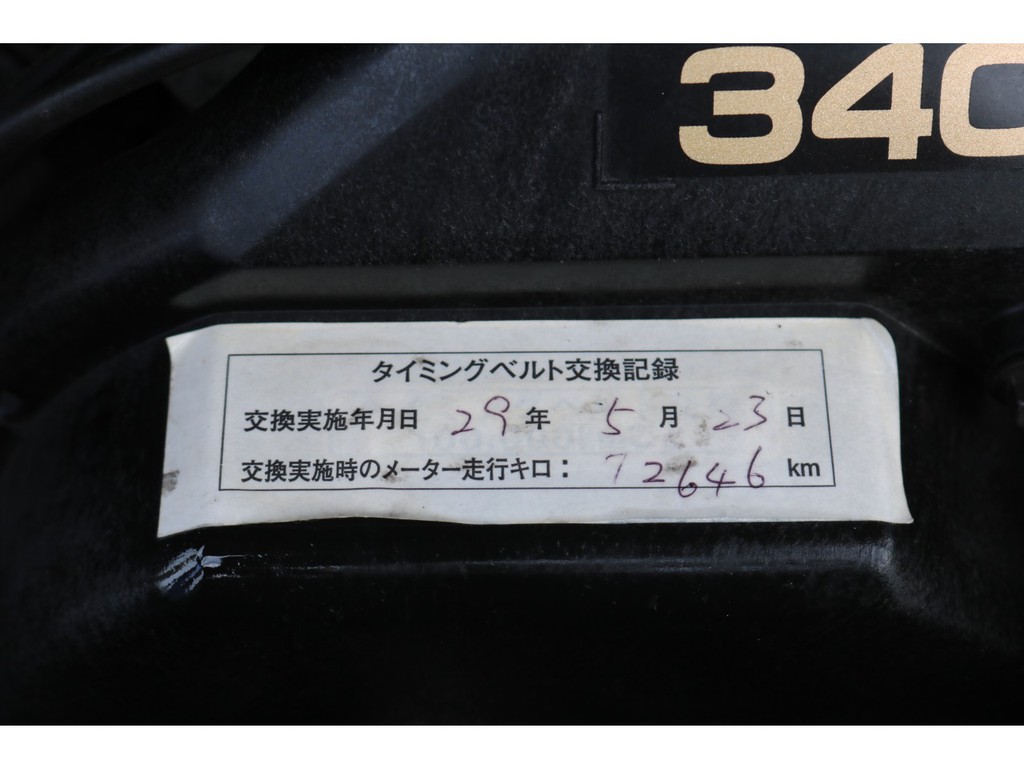 340
タイミングベルト交換記録
交換実施年月日 29 年 5 月 23 日
交換実施時のメーター走行キロ: 72646 km